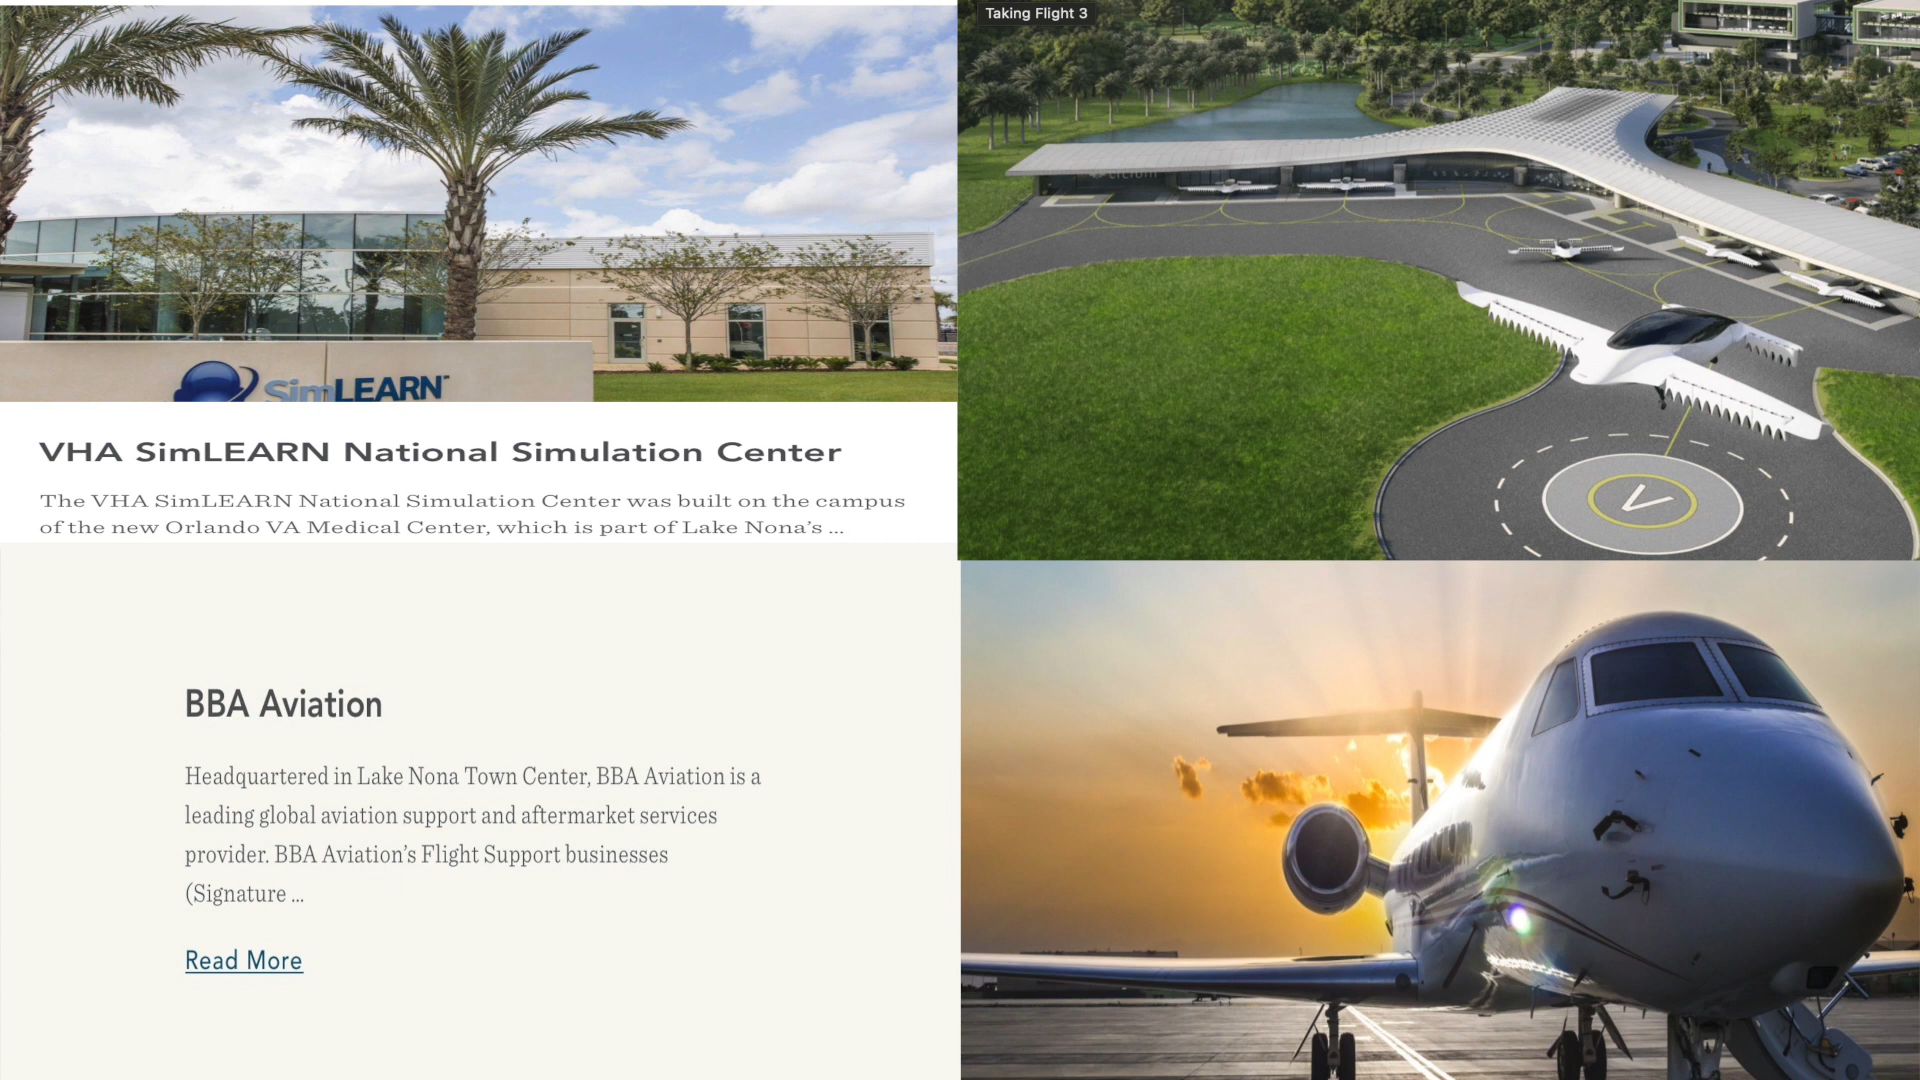 SimLEARN
VHA SimLEARN National Simulation Center
The VHA SimLEARN National Simulation Center was built on the campus
of the new Orlando VA Medical Center, which is part of Lake Nona’s ...
Taking Flight 3
LILIUM
V
BBA Aviation
Headquartered in Lake Nona Town Center, BBA Aviation is a
leading global aviation support and aftermarket services
provider. BBA Aviation’s Flight Support businesses
(Signature ...
Read More